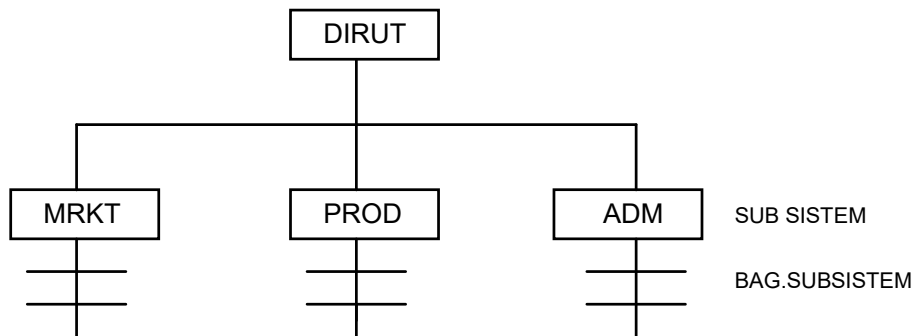 DIRUT
MRKT PROD ADM SUB SISTEM
BAG.SUBSISTEM